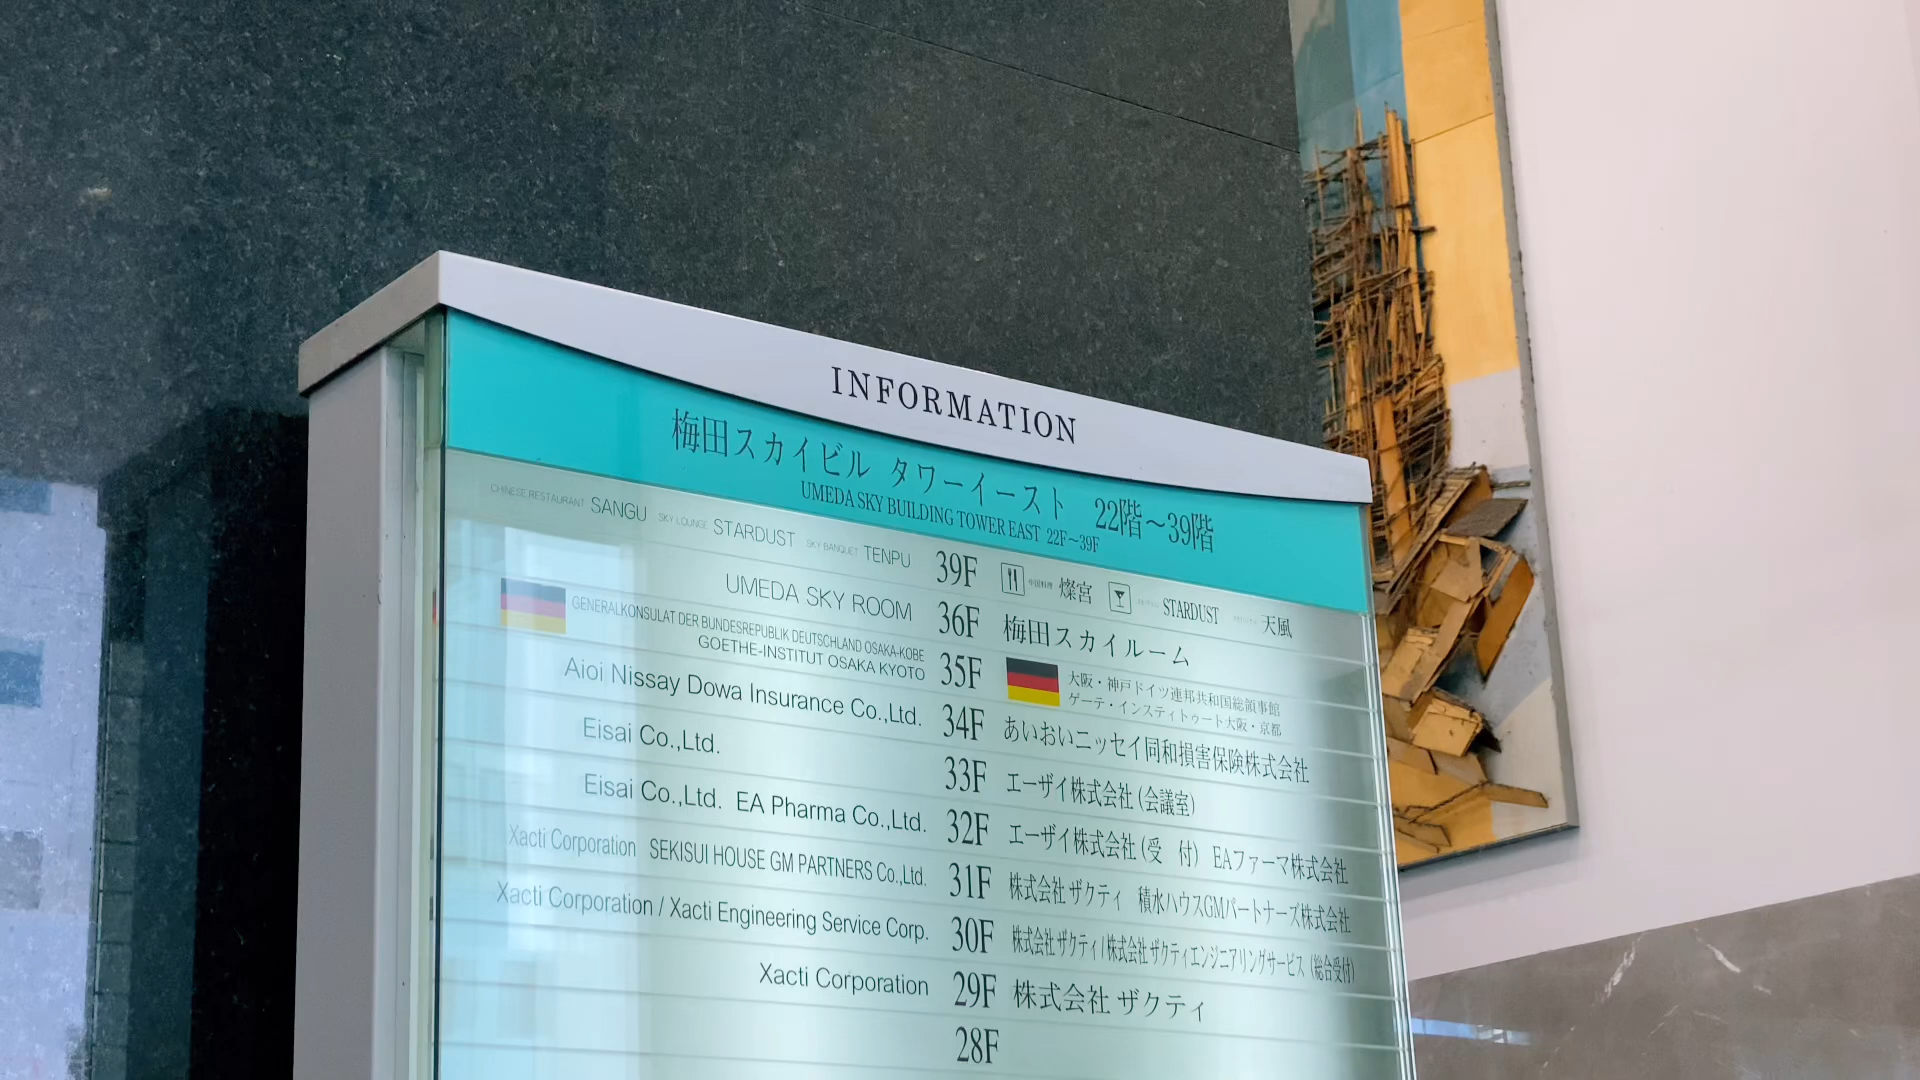 INFORMATION
梅田スカイビル タワーイースト 22階～39階
UMEDA SKY BUILDING TOWER EAST 22F～39F
CHINESE RESTAURANT SANGU SKY LOUNGE STARDUST SKY BANQUET TENPU 39F 中国料理 燦宮 STARDUST 天風
UMEDA SKY ROOM 36F 梅田スカイルーム
GENERALKONSULAT DER BUNDESREPUBLIK DEUTSCHLAND OSAKA-KOBE
GOETHE-INSTITUT OSAKA KYOTO
35F
大阪・神戸ドイツ連邦共和国総領事館
ゲーテ・インスティトゥート大阪・京都
Aioi Nissay Dowa Insurance Co.,Ltd. 34F あいおいニッセイ同和損害保険株式会社
Eisai Co.,Ltd. 33F エーザイ株式会社(会議室)
Eisai Co.,Ltd. EA Pharma Co.,Ltd. 32F エーザイ株式会社(受 付) EAファーマ株式会社
Xacti Corporation SEKISUI HOUSE GM PARTNERS Co.,Ltd. 31F 株式会社 ザクティ 積水ハウスGMパートナーズ株式会社
Xacti Corporation / Xacti Engineering Service Corp. 30F 株式会社 ザクティ / 株式会社 ザクティエンジニアリングサービス (総合受付)
Xacti Corporation 29F 株式会社 ザクティ
28F